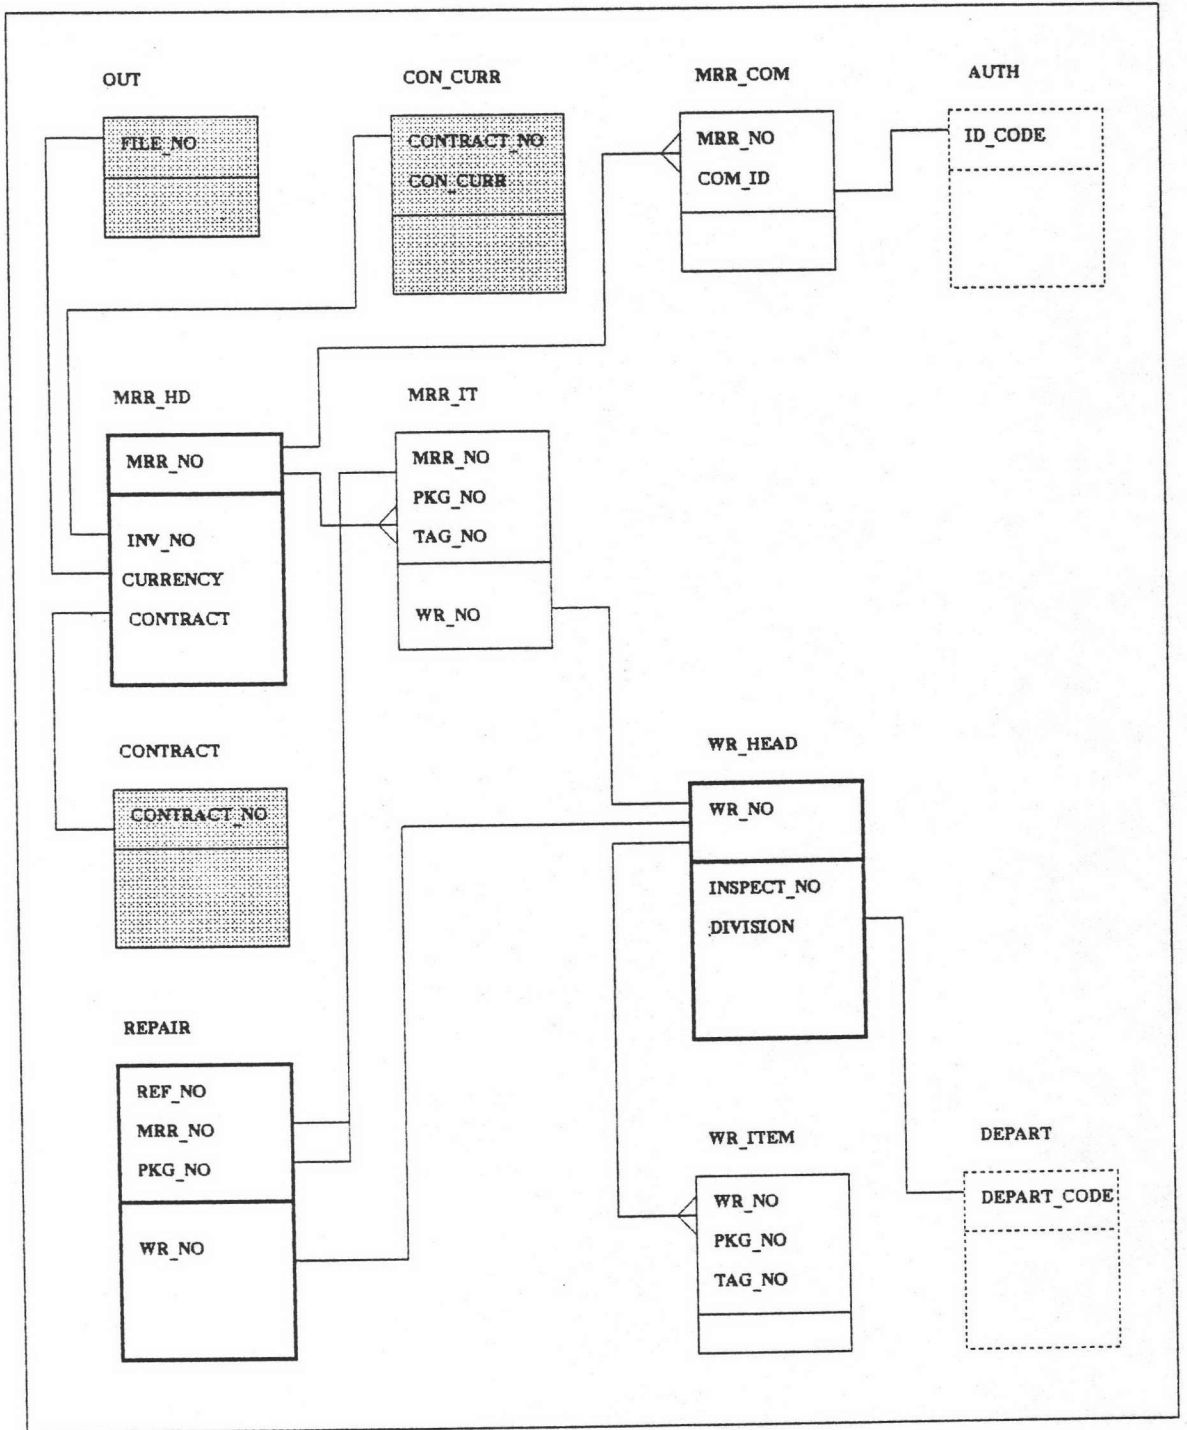 OUT
FILE_NO
CON_CURR
CONTRACT_NO
CON_CURR
MRR_COM
MRR_NO
COM_ID
AUTH
ID_CODE
MRR_HD
MRR_NO
INV_NO
CURRENCY
CONTRACT
MRR_IT
MRR_NO
PKG_NO
TAG_NO
WR_NO
CONTRACT
CONTRACT_NO
WR_HEAD
WR_NO
INSPECT_NO
DIVISION
REPAIR
REF_NO
MRR_NO
PKG_NO
WR_NO
WR_ITEM
WR_NO
PKG_NO
TAG_NO
DEPART
DEPART_CODE